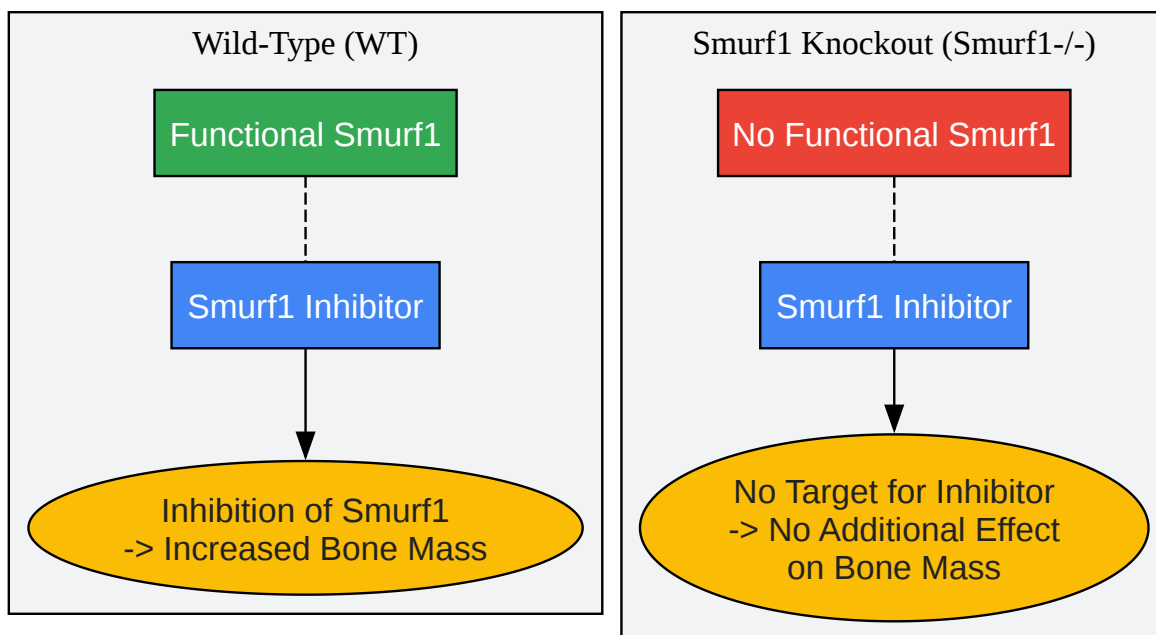 Wild-Type (WT)
Functional Smurf1
Smurf1 Inhibitor
Inhibition of Smurf1
-> Increased Bone Mass
Smurf1 Knockout (Smurf1-/-)
No Functional Smurf1
Smurf1 Inhibitor
No Target for Inhibitor
-> No Additional Effect
on Bone Mass